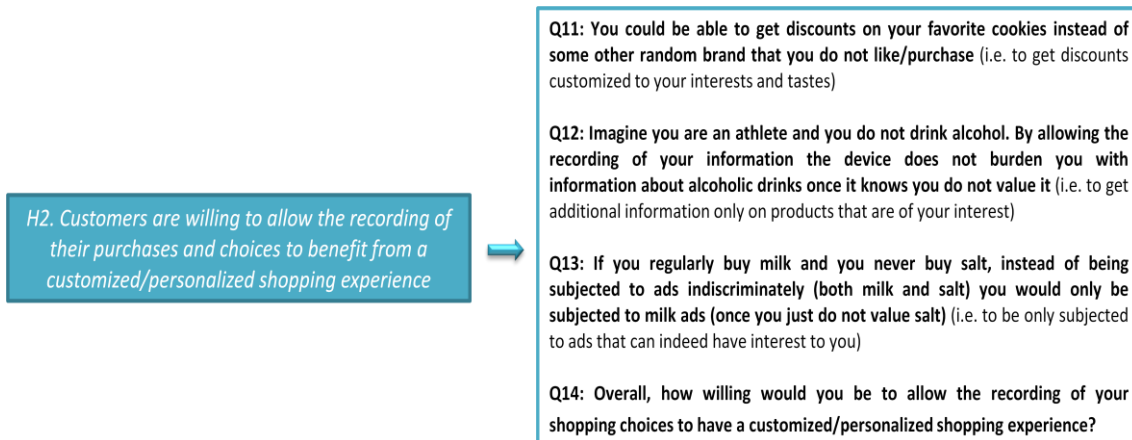 H2. Customers are willing to allow the recording of
their purchases and choices to benefit from a
customized/personalized shopping experience
Q11: You could be able to get discounts on your favorite cookies instead of
some other random brand that you do not like/purchase (i.e. to get discounts
customized to your interests and tastes)
Q12: Imagine you are an athlete and you do not drink alcohol. By allowing the
recording of your information the device does not burden you with
information about alcoholic drinks once it knows you do not value it (i.e. to get
additional information only on products that are of your interest)
Q13: If you regularly buy milk and you never buy salt, instead of being
subjected to ads indiscriminately (both milk and salt) you would only be
subjected to milk ads (once you just do not value salt) (i.e. to be only subjected
to ads that can indeed have interest to you)
Q14: Overall, how willing would you be to allow the recording of your
shopping choices to have a customized/personalized shopping experience?